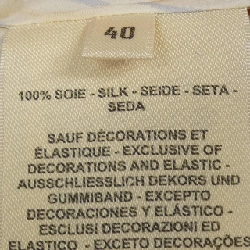 40
100% SOIE - SILK - SEIDE - SETA -
SEDA
SAUF DÉCORATIONS ET
ÉLASTIQUE - EXCLUSIVE OF
DECORATIONS AND ELASTIC -
AUSSCHLIESSLICH DEKORS UND
GUMMIBAND - EXCEPTO
DECORACIONES Y ELÁSTICO -
ESCLUSI DECORAZIONI ED
ELASTICO - EXCETO DECORAÇÕES